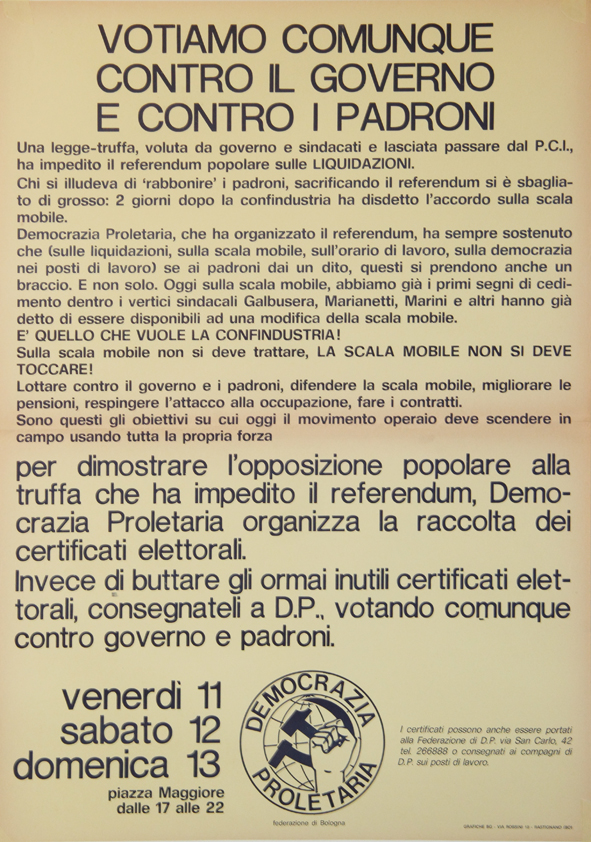 VOTIAMO COMUNQUE
CONTRO IL GOVERNO
E CONTRO I PADRONI
Una legge-truffa, voluta da governo e sindacati e lasciata passare dal P.C.I.,
ha impedito il referendum popolare sulle LIQUIDAZIONI.
Chi si illudeva di ‘rabbonire’ i padroni, sacrificando il referendum si è sbaglia-
to di grosso: 2 giorni dopo la confindustria ha disdetto l’accordo sulla scala
mobile.
Democrazia Proletaria, che ha organizzato il referendum, ha sempre sostenuto
che (sulle liquidazioni, sulla scala mobile, sull’orario di lavoro, sulla democrazia
nei posti di lavoro) se ai padroni dai un dito, questi si prendono anche un
braccio. E non solo. Oggi sulla scala mobile, abbiamo già i primi segni di cedi-
mento dentro i vertici sindacali Galbusera, Marianetti, Marini e altri hanno già
detto di essere disponibili ad una modifica della scala mobile.
E’ QUELLO CHE VUOLE LA CONFINDUSTRIA!
Sulla scala mobile non si deve trattare, LA SCALA MOBILE NON SI DEVE
TOCCARE!
Lottare contro il governo e i padroni, difendere la scala mobile, migliorare le
pensioni, respingere l’attacco alla occupazione, fare i contratti.
Sono questi gli obiettivi su cui oggi il movimento operaio deve scendere in
campo usando tutta la propria forza
per dimostrare l’opposizione popolare alla
truffa che ha impedito il referendum, Demo-
crazia Proletaria organizza la raccolta dei
certificati elettorali.
Invece di buttare gli ormai inutili certificati elet-
torali, consegnateli a D.P., votando comunque
contro governo e padroni.
venerdì 11
sabato 12
domenica 13
piazza Maggiore
dalle 17 alle 22
DEMOCRAZIA
PROLETARIA
federazione di Bologna
I certificati possono anche essere portati
alla Federazione di D.P. via San Carlo, 42
tel. 266888 o consegnati ai compagni di
D.P. sui posti di lavoro.